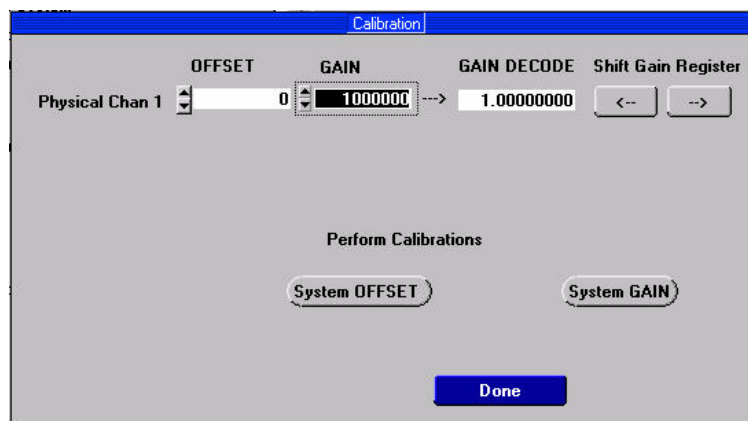 Calibration
OFFSET GAIN GAIN DECODE Shift Gain Register
Physical Chan 1 0 1000000 ---> 1.00000000 <-- -->
Perform Calibrations
System OFFSET System GAIN
Done